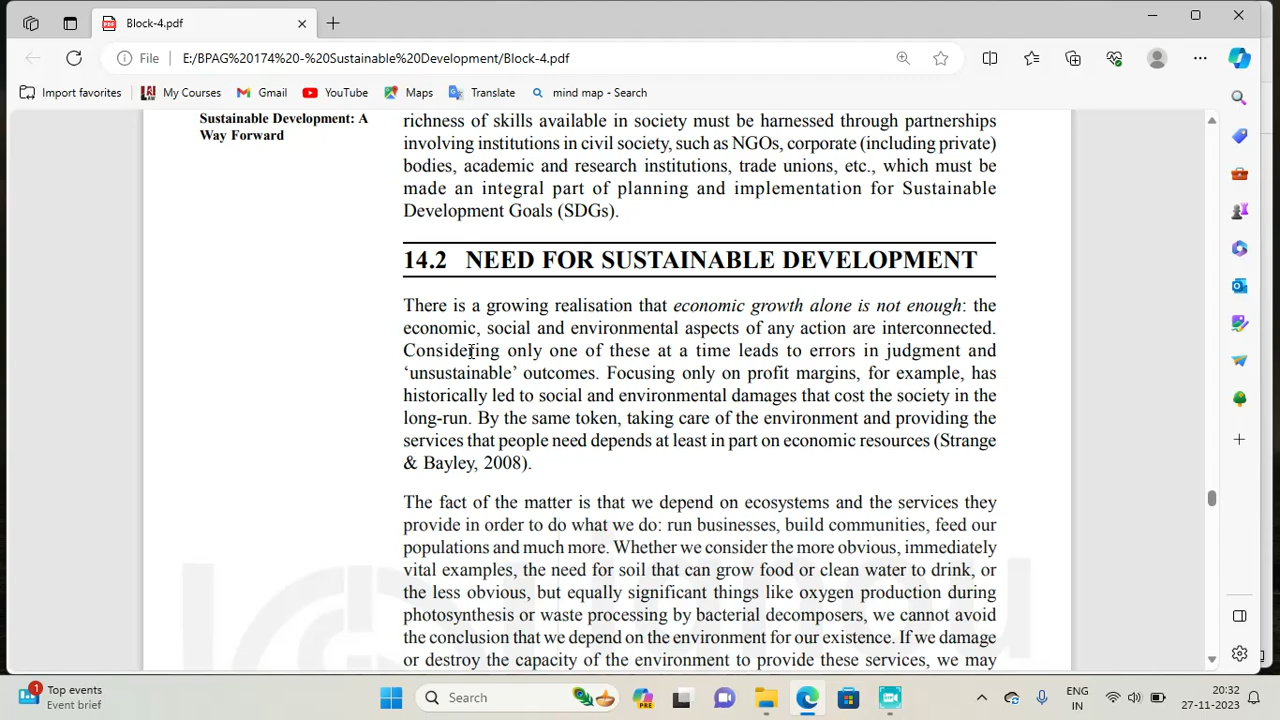 Block-4.pdf
File
E:/BPAG%20174%20-%20Sustainable%20Development/Block-4.pdf
Import favorites
My Courses
Gmail
YouTube
Maps
Translate
mind map - Search
Sustainable Development: A
Way Forward
richness of skills available in society must be harnessed through partnerships
involving institutions in civil society, such as NGOs, corporate (including private)
bodies, academic and research institutions, trade unions, etc., which must be
made an integral part of planning and implementation for Sustainable
Development Goals (SDGs).
14.2 NEED FOR SUSTAINABLE DEVELOPMENT
There is a growing realisation that economic growth alone is not enough: the
economic, social and environmental aspects of any action are interconnected.
Considering only one of these at a time leads to errors in judgment and
‘unsustainable’ outcomes. Focusing only on profit margins, for example, has
historically led to social and environmental damages that cost the society in the
long-run. By the same token, taking care of the environment and providing the
services that people need depends at least in part on economic resources (Strange
& Bayley, 2008).
The fact of the matter is that we depend on ecosystems and the services they
provide in order to do what we do: run businesses, build communities, feed our
populations and much more. Whether we consider the more obvious, immediately
vital examples, the need for soil that can grow food or clean water to drink, or
the less obvious, but equally significant things like oxygen production during
photosynthesis or waste processing by bacterial decomposers, we cannot avoid
the conclusion that we depend on the environment for our existence. If we damage
or destroy the capacity of the environment to provide these services, we may
1
Top events
Event brief
Search
PRE
ENG
IN
20:32
27-11-2023